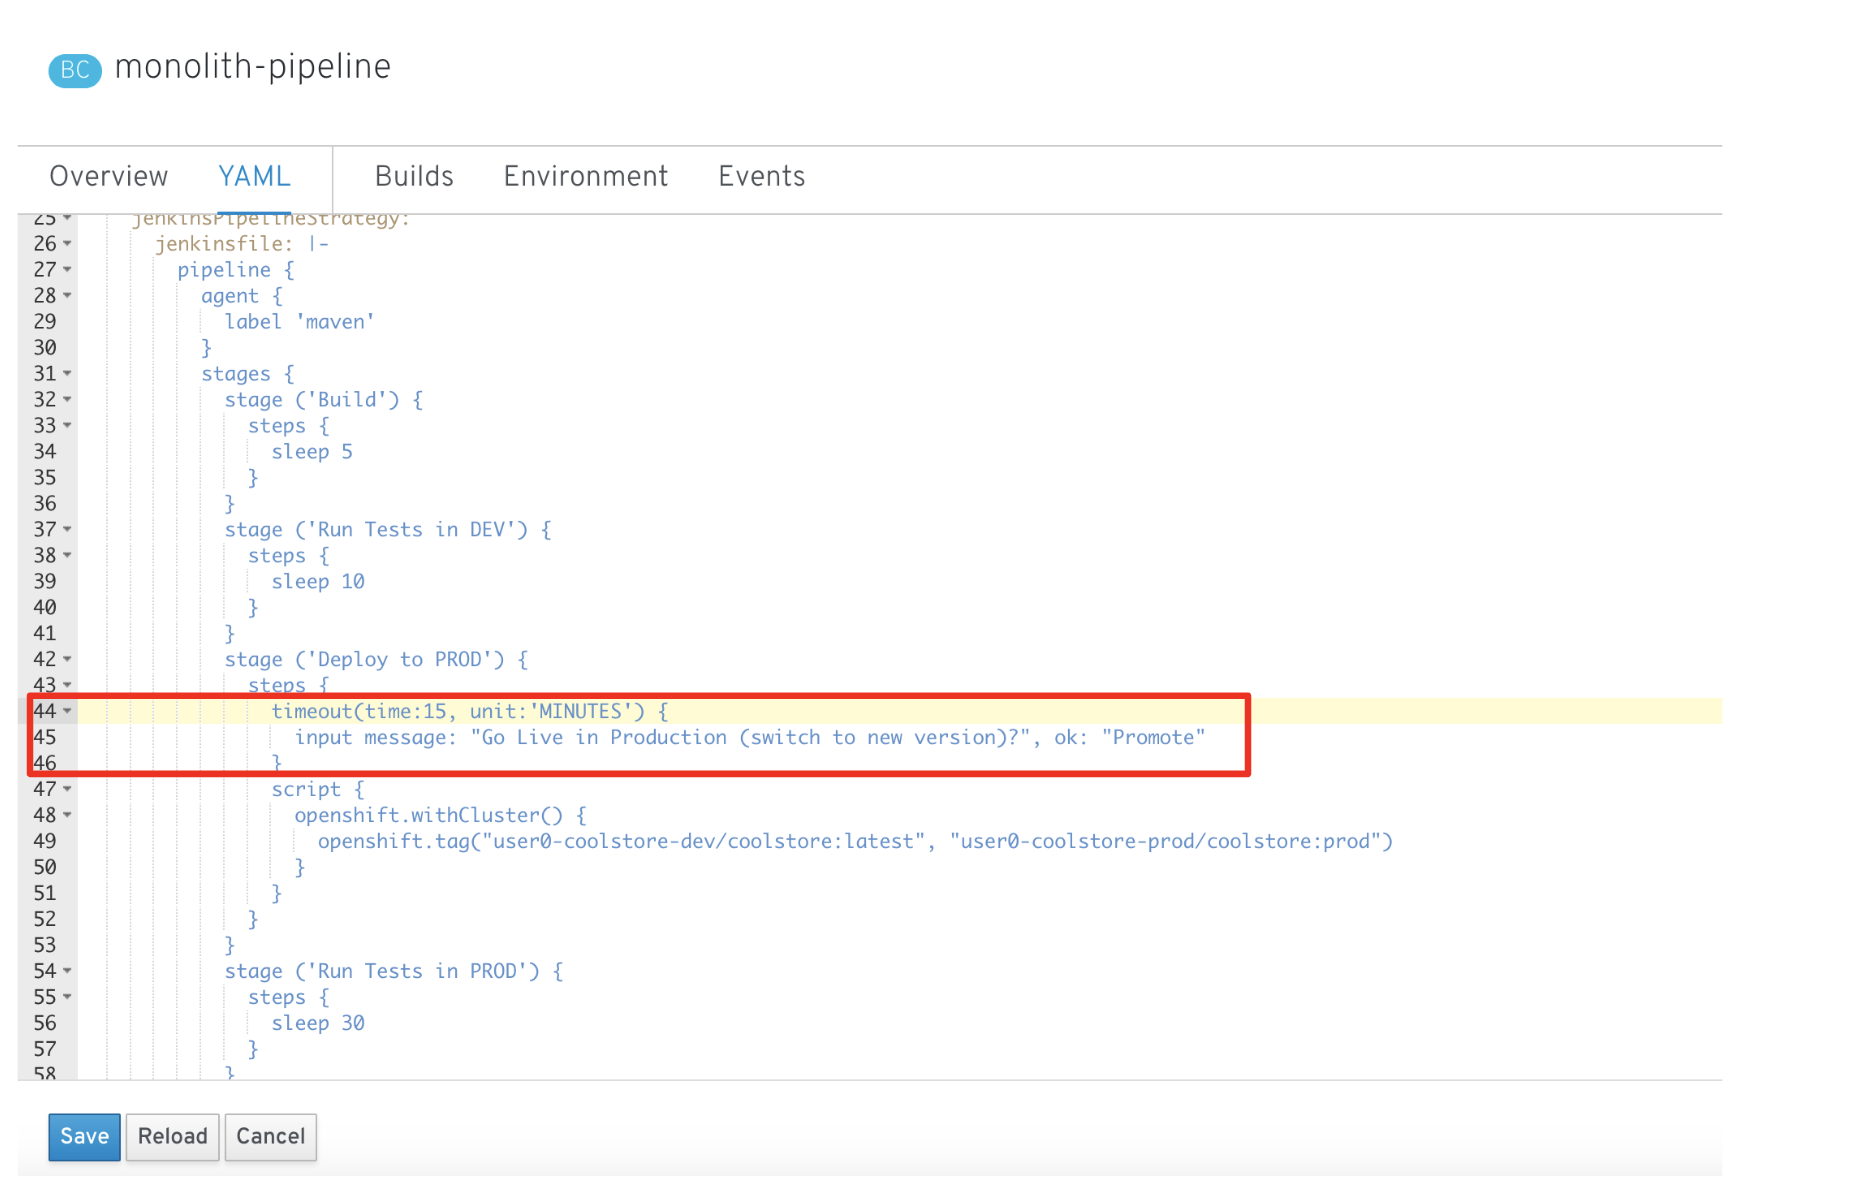 BC monolith-pipeline
Overview YAML Builds Environment Events
25 jenkinsPipelineStrategy:
26 jenkinsfile: |-
27 pipeline {
28 agent {
29 label 'maven'
30 }
31 stages {
32 stage ('Build') {
33 steps {
34 sleep 5
35 }
36 }
37 stage ('Run Tests in DEV') {
38 steps {
39 sleep 10
40 }
41 }
42 stage ('Deploy to PROD') {
43 steps {
44 timeout(time:15, unit:'MINUTES') {
45 input message: "Go Live in Production (switch to new version)?", ok: "Promote"
46 }
47 script {
48 openshift.withCluster() {
49 openshift.tag("user0-coolstore-dev/coolstore:latest", "user0-coolstore-prod/coolstore:prod")
50 }
51 }
52 }
53 }
54 stage ('Run Tests in PROD') {
55 steps {
56 sleep 30
57 }
58 }
Save Reload Cancel